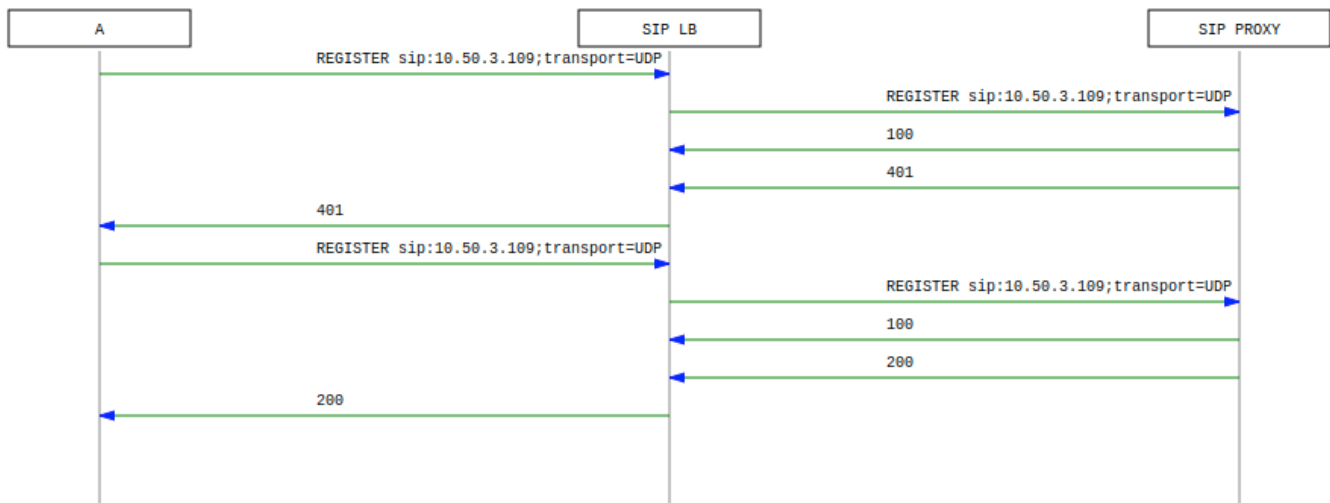 A
SIP LB
SIP PROXY
REGISTER sip:10.50.3.109;transport=UDP
REGISTER sip:10.50.3.109;transport=UDP
100
401
401
REGISTER sip:10.50.3.109;transport=UDP
REGISTER sip:10.50.3.109;transport=UDP
100
200
200